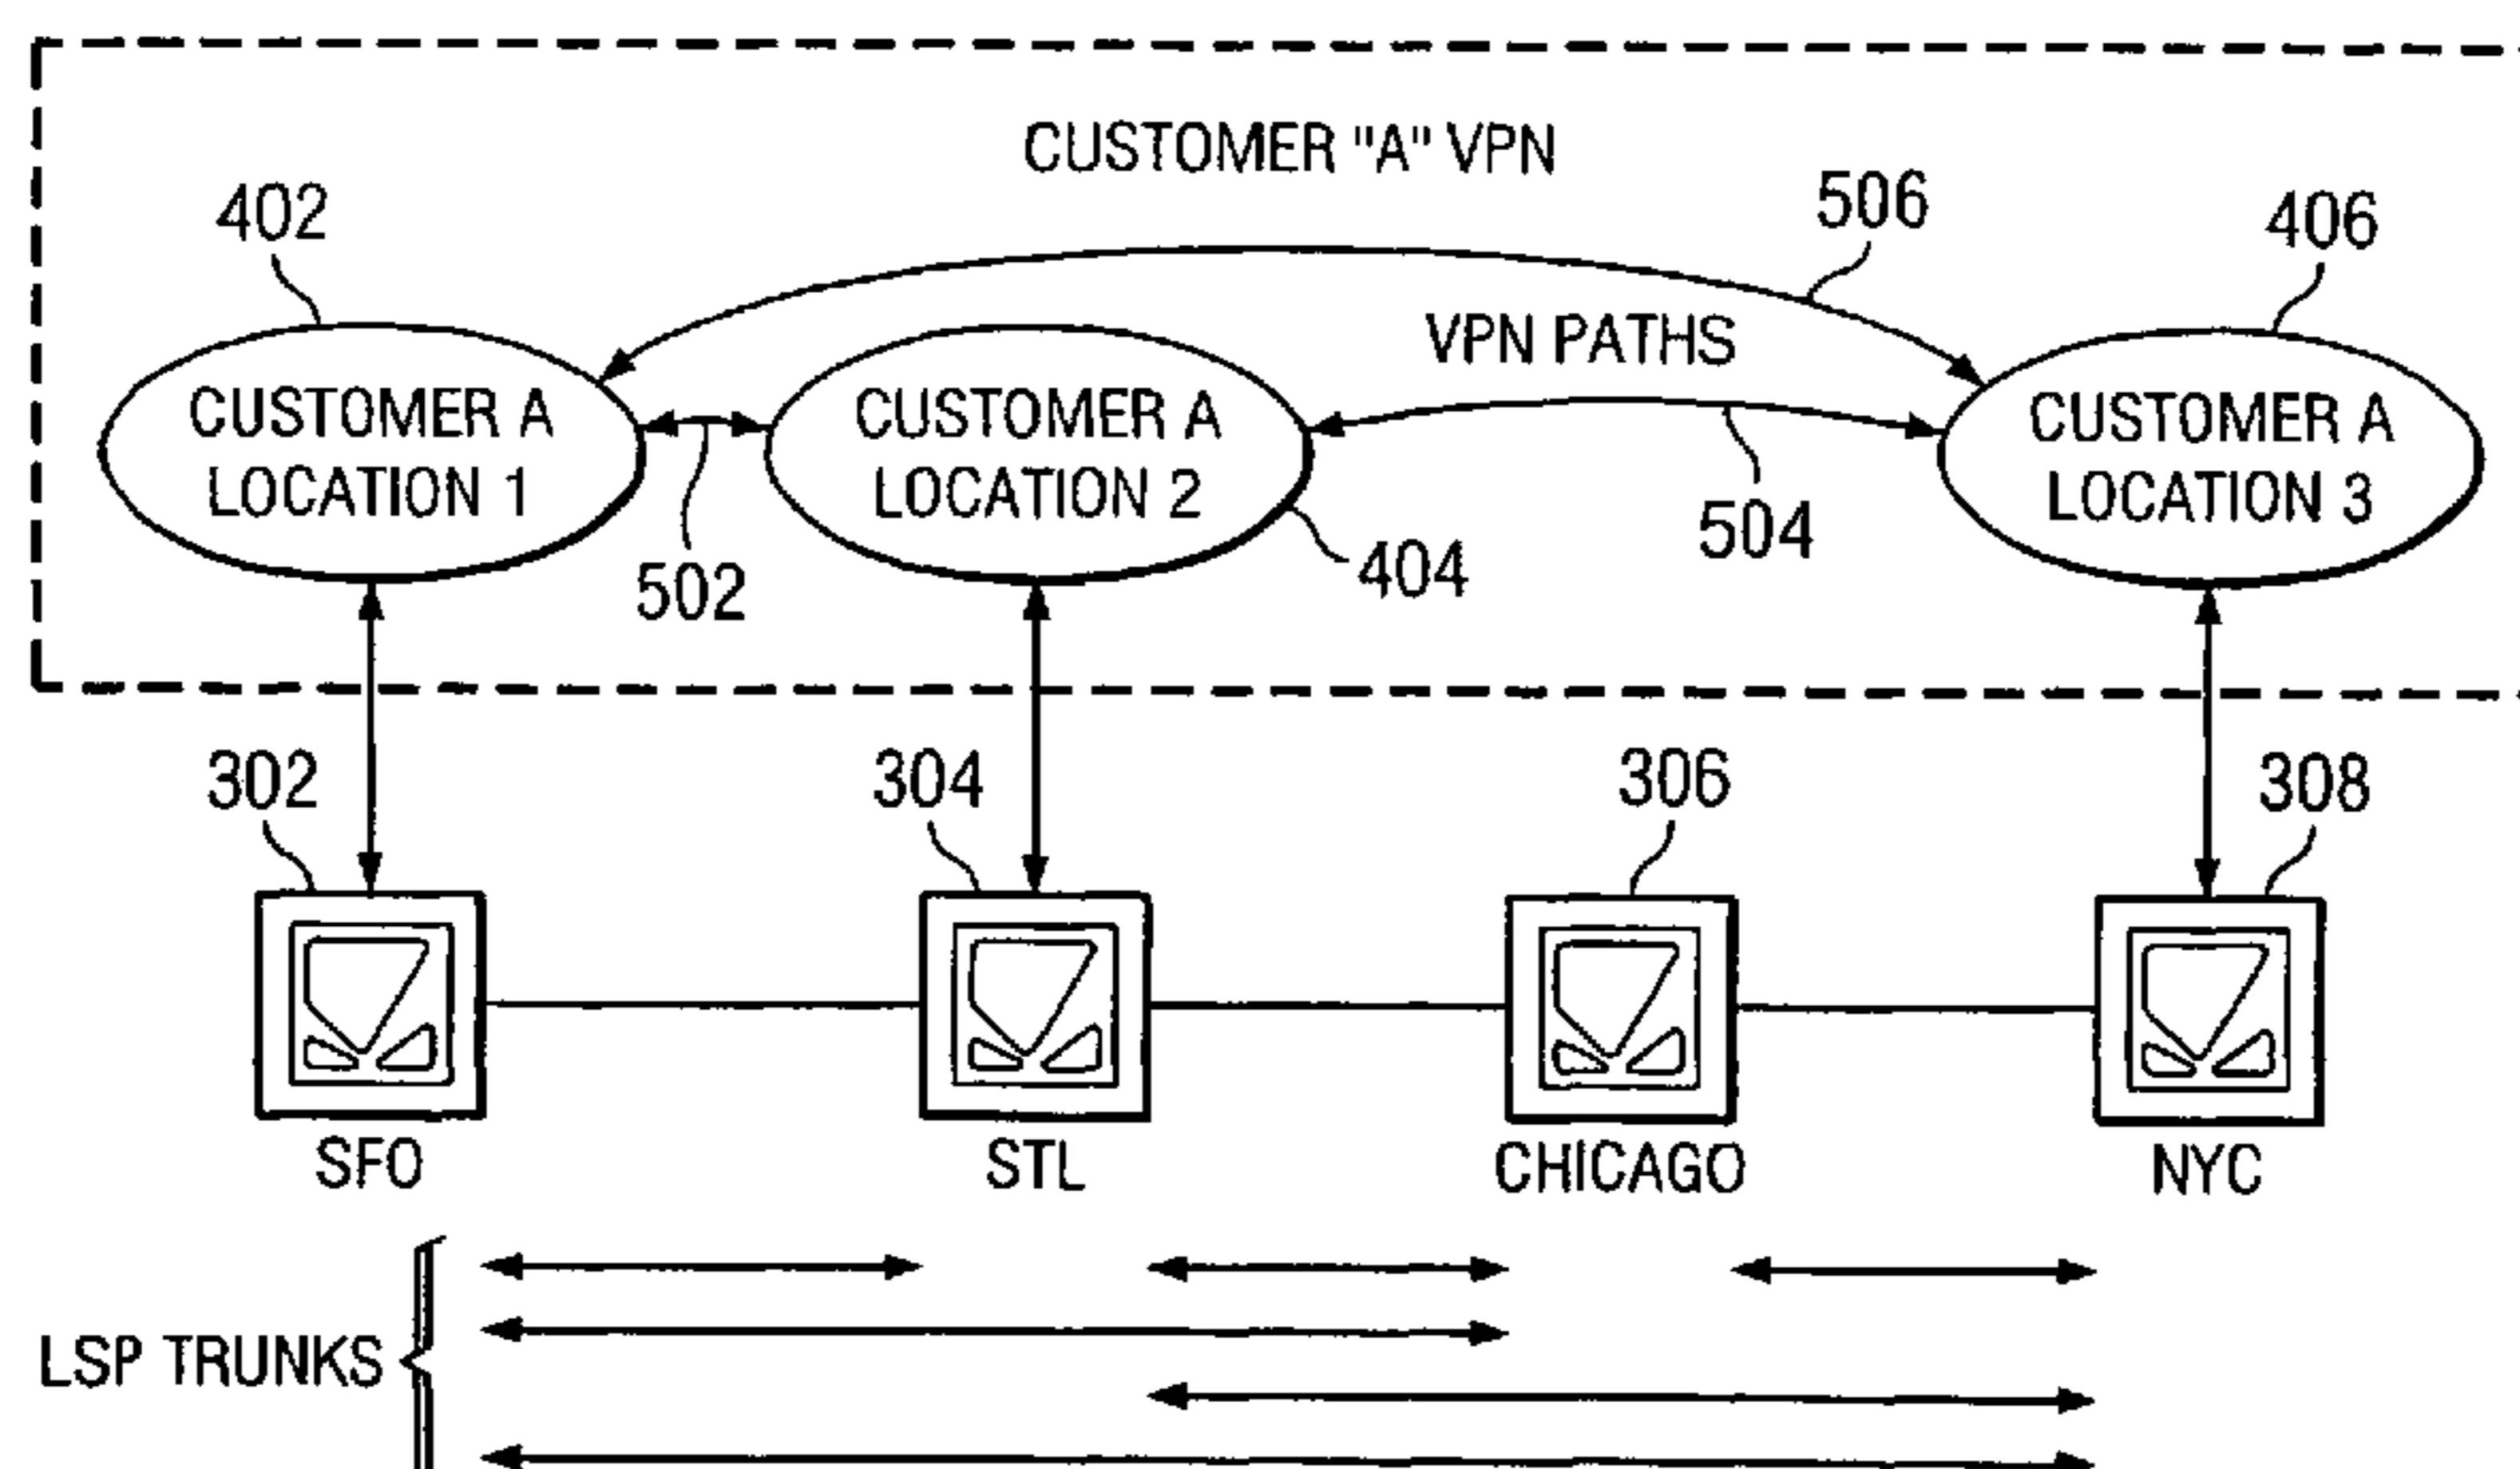 CUSTOMER "A" VPN
402
506
406
VPN PATHS
CUSTOMER A
LOCATION 1
CUSTOMER A
LOCATION 2
CUSTOMER A
LOCATION 3
502
404
504
302
304
306
308
SFO
STL
CHICAGO
NYC
LSP TRUNKS